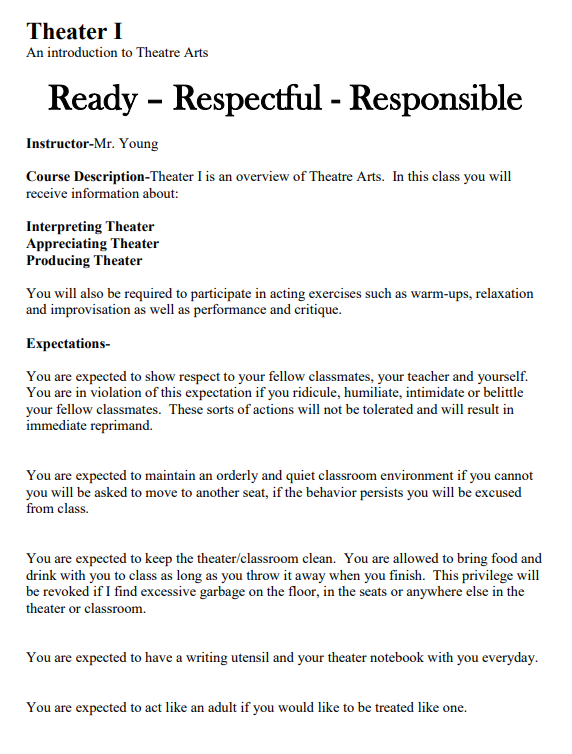 Theater I
An introduction to Theatre Arts
Ready – Respectful - Responsible
Instructor-Mr. Young
Course Description-Theater I is an overview of Theatre Arts.  In this class you will
receive information about:
Interpreting Theater
Appreciating Theater
Producing Theater
You will also be required to participate in acting exercises such as warm-ups, relaxation
and improvisation as well as performance and critique.
Expectations-
You are expected to show respect to your fellow classmates, your teacher and yourself.
You are in violation of this expectation if you ridicule, humiliate, intimidate or belittle
your fellow classmates.  These sorts of actions will not be tolerated and will result in
immediate reprimand.
You are expected to maintain an orderly and quiet classroom environment if you cannot
you will be asked to move to another seat, if the behavior persists you will be excused
from class.
You are expected to keep the theater/classroom clean.  You are allowed to bring food and
drink with you to class as long as you throw it away when you finish.  This privilege will
be revoked if I find excessive garbage on the floor, in the seats or anywhere else in the
theater or classroom.
You are expected to have a writing utensil and your theater notebook with you everyday.
You are expected to act like an adult if you would like to be treated like one.